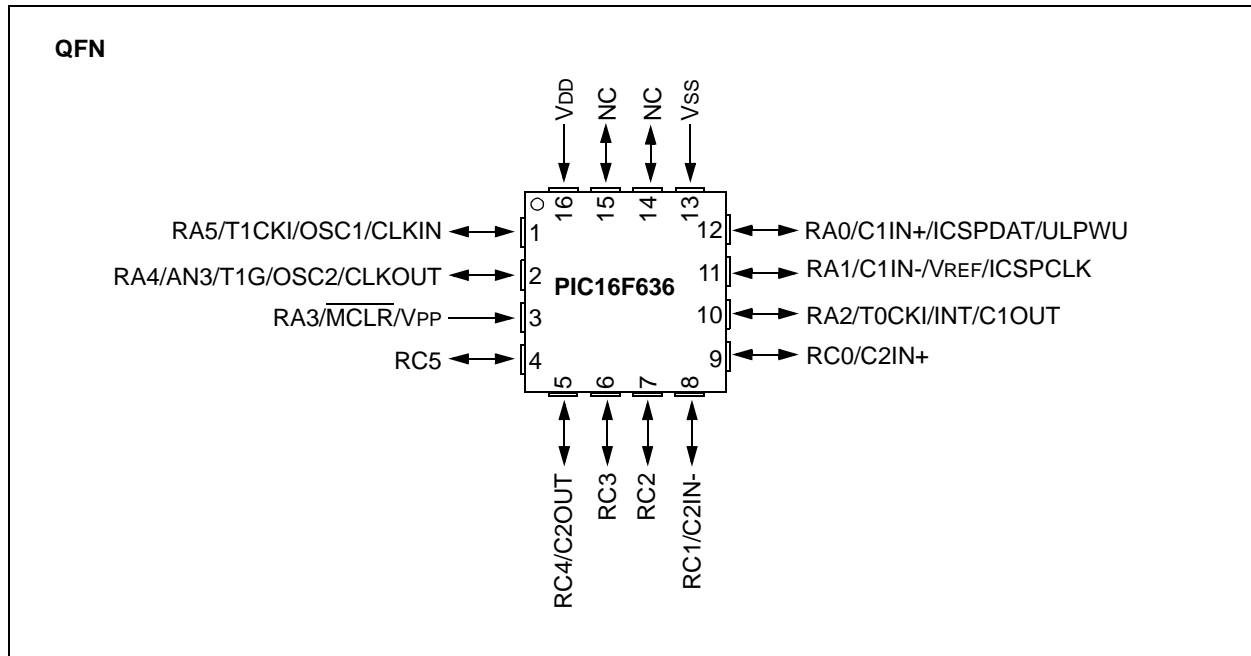 QFN
VDD
NC
NC
VSS
16
15
14
13
RA5/T1CKI/OSC1/CLKIN
1
12
RA0/C1IN+/ICSPDAT/ULPWU
RA4/AN3/T1G/OSC2/CLKOUT
2
11
RA1/C1IN-/VREF/ICSPCLK
PIC16F636
RA3/MCLR/VPP
3
10
RA2/T0CKI/INT/C1OUT
RC5
4
9
RC0/C2IN+
5
6
7
8
RC4/C2OUT
RC3
RC2
RC1/C2IN-